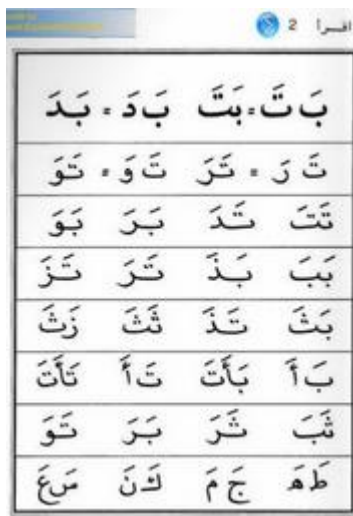 اقرأ 2
بَ تَ = بَتَ بَ دَ = بَدَ
تَ رَ = تَرَ تَ وَ = تَوَ
تَتَ تَدَ بَرَ بَوَ
بَبَ بَذَ تَرَ تَزَ
بَثَ تَذَ ثَثَ زَثَ
بَ أَ بَأَتَ تَ أَ تَأَتَ
ثَبَ ثَرَ بَرَ تَوَ
طَ هَ جَ مَ كَ نَ سَ عَ